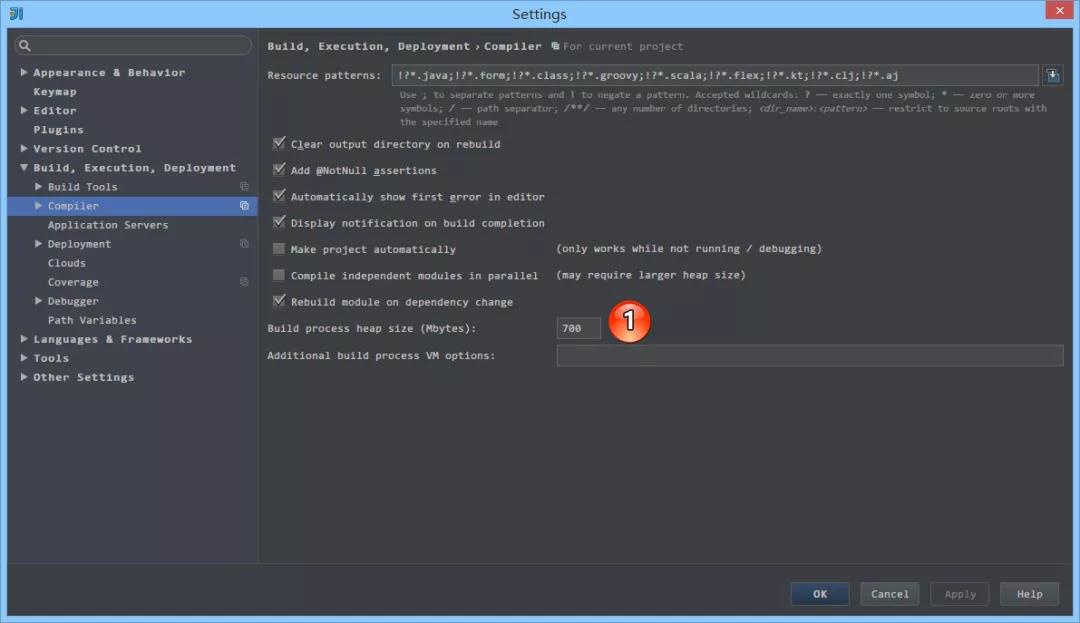 Settings
Build, Execution, Deployment › Compiler For current project
Appearance & Behavior
Keymap
Editor
Plugins
Version Control
Build, Execution, Deployment
Build Tools
Compiler
Application Servers
Deployment
Clouds
Coverage
Debugger
Path Variables
Languages & Frameworks
Tools
Other Settings
Resource patterns: !?*.java;!?*.form;!?*.class;!?*.groovy;!?*.scala;!?*.flex;!?*.kt;!?*.clj;!?*.aj
Use ; to separate patterns and ! to negate a pattern. Accepted wildcards: ? — exactly one symbol; * — zero or more
symbols; / — path separator; /**/ — any number of directories; <dir_name>:<pattern> — restrict to source roots with
the specified name
Clear output directory on rebuild
Add @NotNull assertions
Automatically show first error in editor
Display notification on build completion
Make project automatically (only works while not running / debugging)
Compile independent modules in parallel (may require larger heap size)
Rebuild module on dependency change
Build process heap size (Mbytes): 700 1
Additional build process VM options:
OK Cancel Apply Help